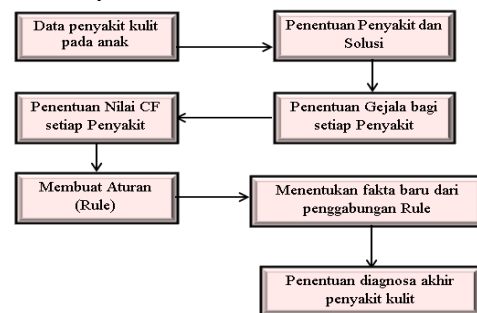 Data penyakit kulit
pada anak
Penentuan Penyakit dan
Solusi
Penentuan Gejala bagi
setiap Penyakit
Penentuan Nilai CF
setiap Penyakit
Membuat Aturan
(Rule)
Menentukan fakta baru dari
penggabungan Rule
Penentuan diagnosa akhir
penyakit kulit